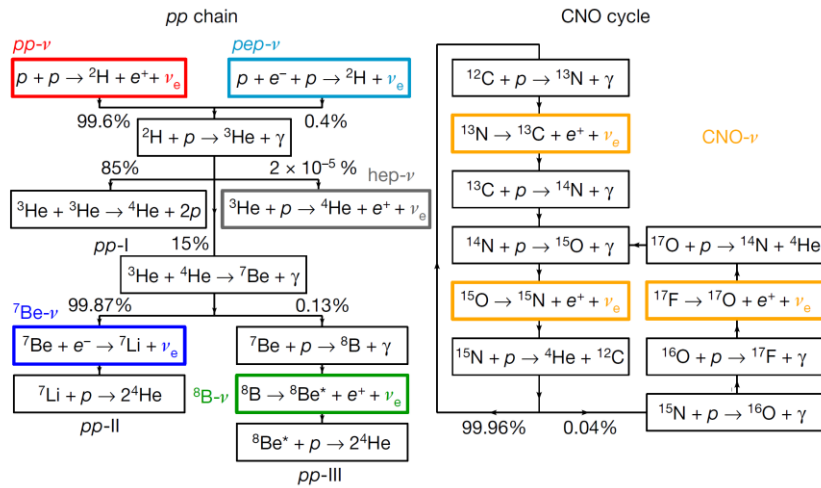 pp chain
pp-ν
pep-ν
p + p → ²H + e⁺ + νₑ
p + e⁻ + p → ²H + νₑ
99.6%
0.4%
²H + p → ³He + γ
85%
2 × 10⁻⁵ %
hep-ν
³He + ³He → ⁴He + 2p
³He + p → ⁴He + e⁺ + νₑ
pp-I
15%
³He + ⁴He → ⁷Be + γ
99.87%
0.13%
⁷Be-ν
⁷Be + e⁻ → ⁷Li + νₑ
⁷Be + p → ⁸B + γ
⁷Li + p → 2⁴He
⁸B-ν
⁸B → ⁸Be* + e⁺ + νₑ
pp-II
⁸Be* + p → 2⁴He
pp-III
CNO cycle
¹²C + p → ¹³N + γ
¹³N → ¹³C + e⁺ + νₑ
CNO-ν
¹³C + p → ¹⁴N + γ
¹⁴N + p → ¹⁵O + γ
¹⁷O + p → ¹⁴N + ⁴He
¹⁵O → ¹⁵N + e⁺ + νₑ
¹⁷F → ¹⁷O + e⁺ + νₑ
¹⁵N + p → ⁴He + ¹²C
¹⁶O + p → ¹⁷F + γ
¹⁵N + p → ¹⁶O + γ
99.96%
0.04%